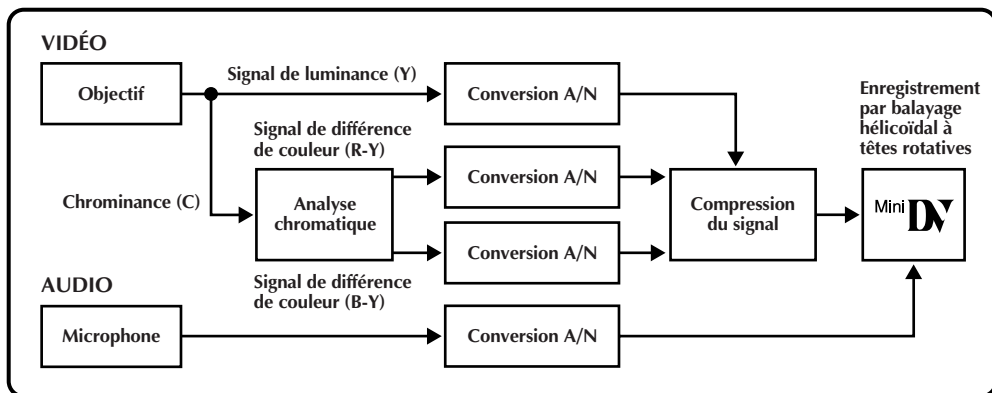 VIDÉO
Objectif
Signal de luminance (Y)
Conversion A/N
Enregistrement
par balayage
hélicoïdal à
têtes rotatives
Signal de différence
de couleur (R-Y)
Chrominance (C)
Analyse
chromatique
Conversion A/N
Conversion A/N
Compression
du signal
Mini DV
Signal de différence
de couleur (B-Y)
AUDIO
Microphone
Conversion A/N